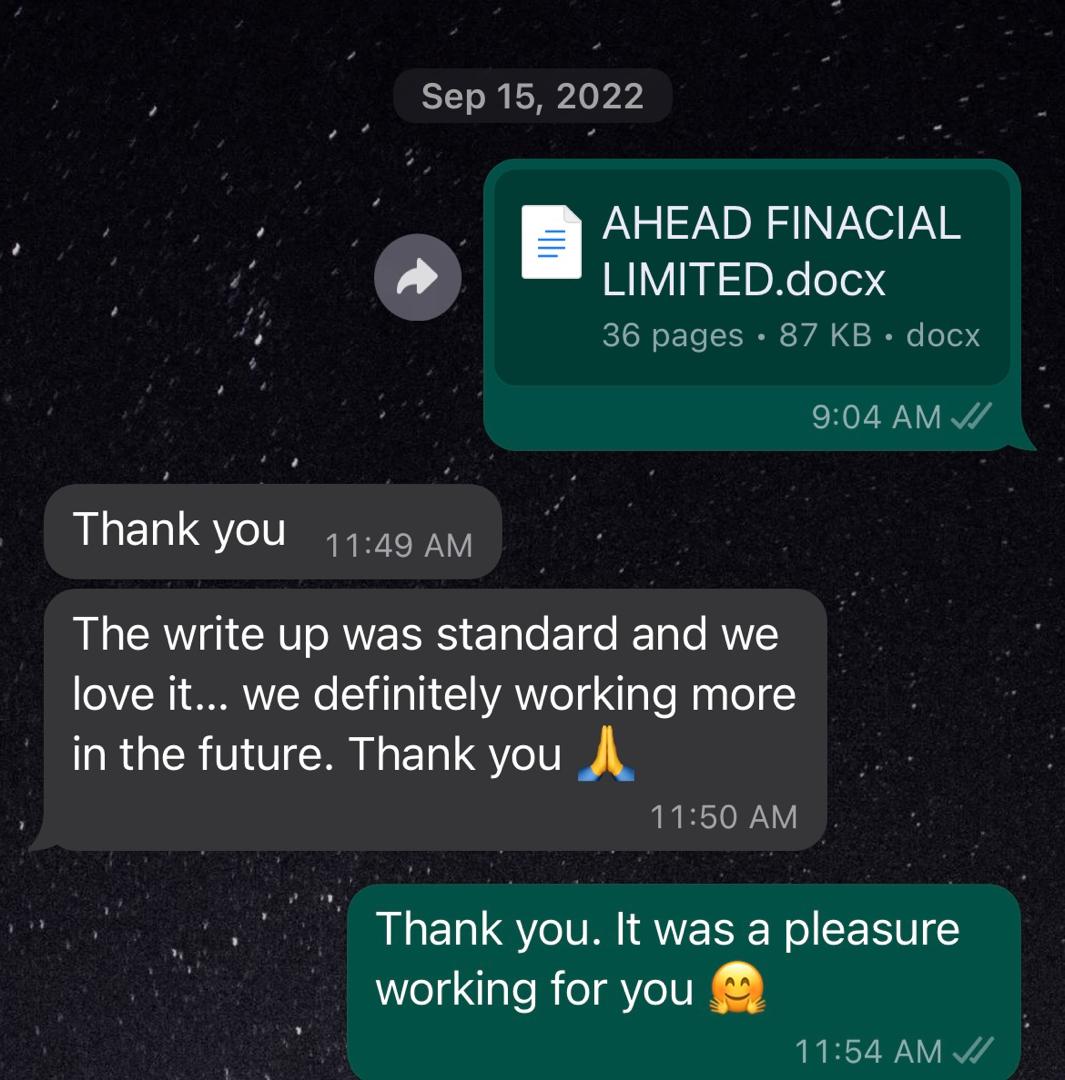 Sep 15, 2022
AHEAD FINACIAL
LIMITED.docx
36 pages • 87 KB • docx
9:04 AM
Thank you
11:49 AM
The write up was standard and we
love it... we definitely working more
in the future. Thank you 🙏
11:50 AM
Thank you. It was a pleasure
working for you 🤗
11:54 AM